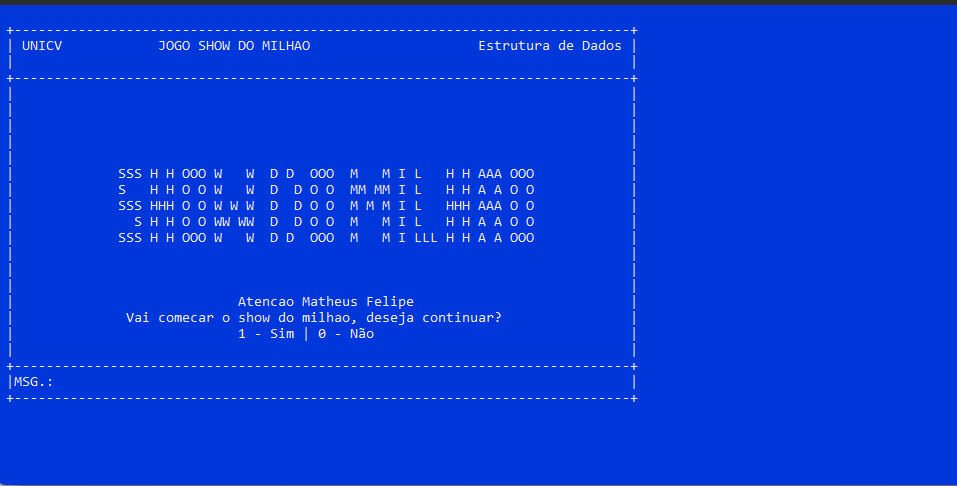 +-----------------------------------------------------------------------------+
| UNICV            JOGO SHOW DO MILHAO                     Estrutura de Dados |
|                                                                             |
+-----------------------------------------------------------------------------+
|             SSS H H OOO W   W  D D  OOO  M   M I L   H H AAA OOO            |
|             S   H H O O W   W  D  D O O  MM MM I L   H H A A O O            |
|             SSS HHH O O W W W  D  D O O  M M M I L   HHH AAA O O            |
|               S H H O O WW WW  D  D O O  M   M I L   H H A A O O            |
|             SSS H H OOO W   W  D D  OOO  M   M I LLL H H A A OOO            |
|                            Atencao Matheus Felipe                           |
|              Vai comecar o show do milhao, deseja continuar?                |
|                            1 - Sim | 0 - Não                                |
+-----------------------------------------------------------------------------+
|MSG.:                                                                        |
+-----------------------------------------------------------------------------+